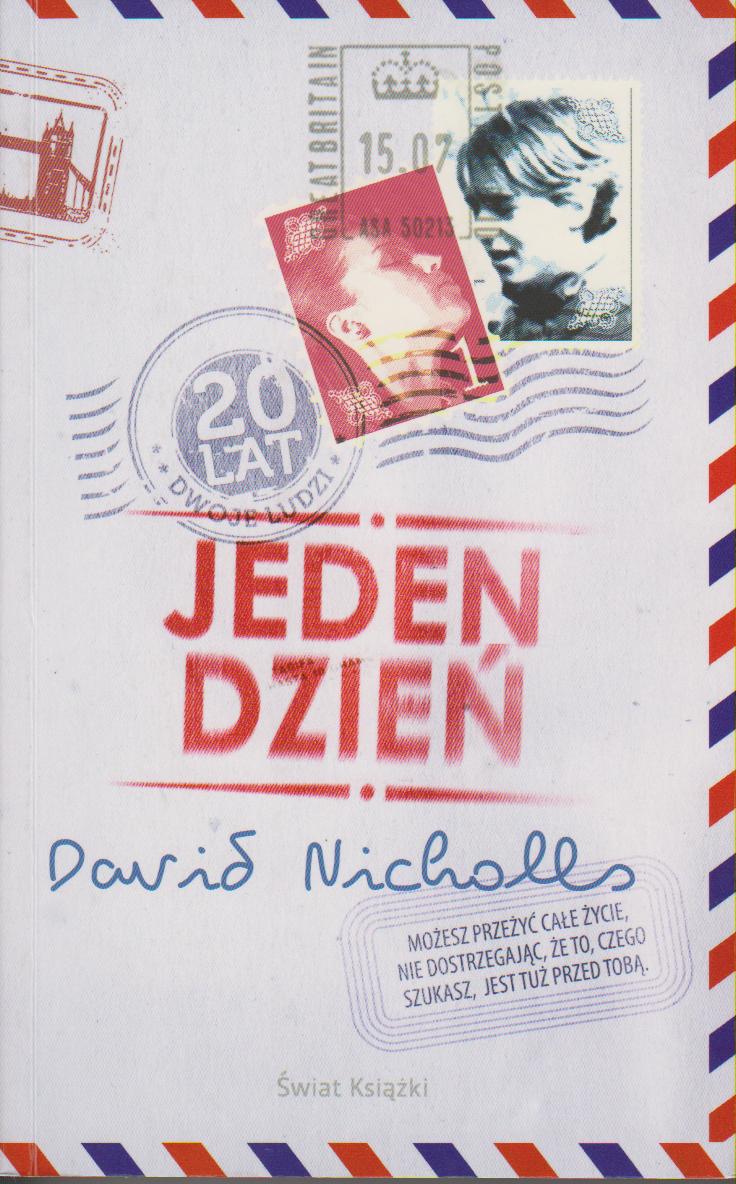 GREAT BRITAIN
15.07
ASA 50213
1
20
LAT
* * DWOJE LUDZI *
JEDEN
DZIEŃ
David Nicholls
MOŻESZ PRZEŻYĆ CAŁE ŻYCIE,
NIE DOSTRZEGAJĄC, ŻE TO, CZEGO
SZUKASZ, JEST TUŻ PRZED TOBĄ.
Świat Książki